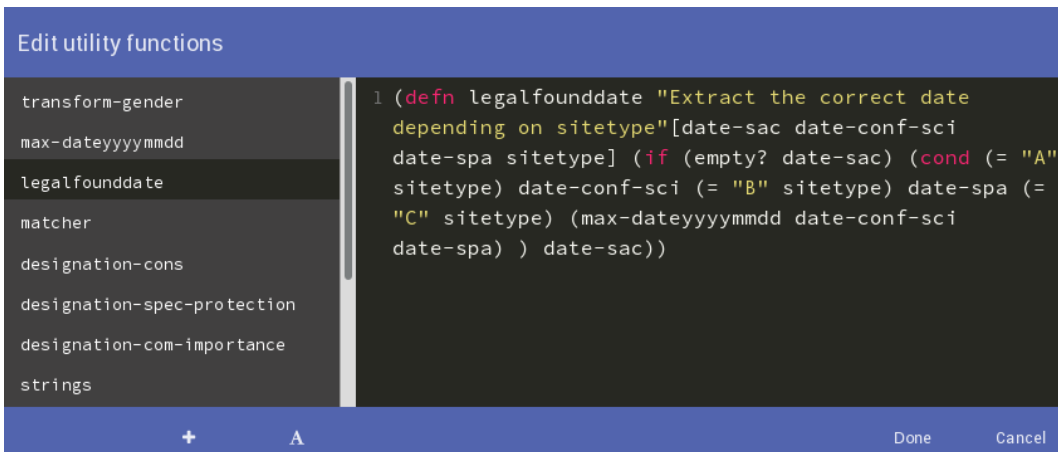 Edit utility functions
transform-gender
max-dateyyyymmdd
legalfounddate
matcher
designation-cons
designation-spec-protection
designation-com-importance
strings
1 (defn legalfounddate "Extract the correct date
depending on sitetype"[date-sac date-conf-sci
date-spa sitetype] (if (empty? date-sac) (cond (= "A"
sitetype) date-conf-sci (= "B" sitetype) date-spa (=
"C" sitetype) (max-dateyyyymmdd date-conf-sci
date-spa) ) date-sac))
+ A Done Cancel